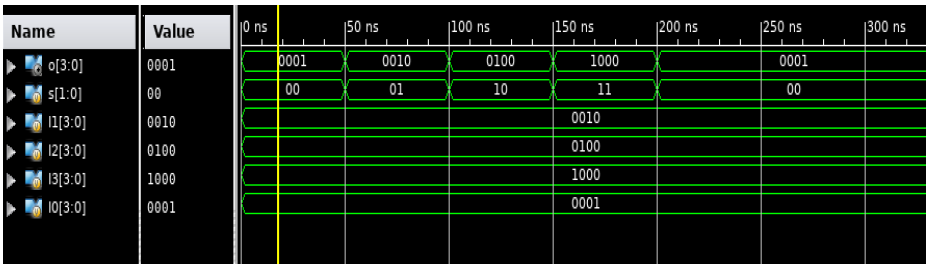 Name Value 0 ns 50 ns 100 ns 150 ns 200 ns 250 ns 300 ns
o[3:0] 0001 0001 0010 0100 1000 0001
s[1:0] 00 00 01 10 11 00
I1[3:0] 0010 0010
I2[3:0] 0100 0100
I3[3:0] 1000 1000
I0[3:0] 0001 0001